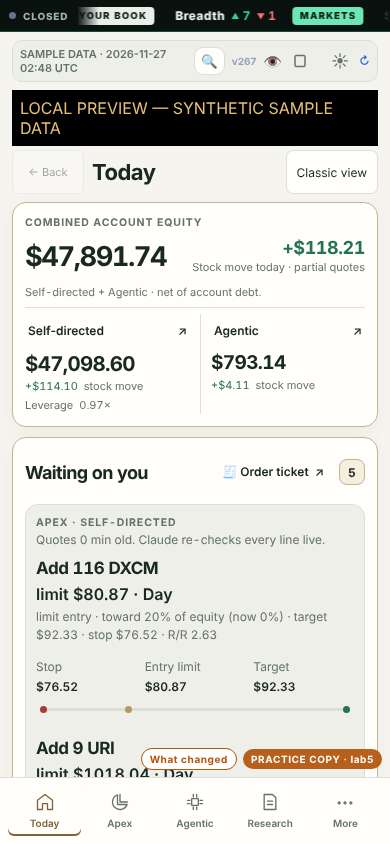 CLOSED YOUR BOOK Breadth ▲ 7 ▼ 1 MARKETS
SAMPLE DATA · 2026-11-27
02:48 UTC
v267
LOCAL PREVIEW — SYNTHETIC SAMPLE
DATA
← Back
Today
Classic view
COMBINED ACCOUNT EQUITY
$47,891.74
+$118.21
Stock move today · partial quotes
Self-directed + Agentic · net of account debt.
Self-directed ↗
$47,098.60
+$114.10 stock move
Leverage 0.97×
Agentic ↗
$793.14
+$4.11 stock move
Waiting on you
Order ticket ↗
5
APEX · SELF-DIRECTED
Quotes 0 min old. Claude re-checks every line live.
Add 116 DXCM
limit $80.87 · Day
limit entry · toward 20% of equity (now 0%) · target
$92.33 · stop $76.52 · R/R 2.63
Stop Entry limit Target
$76.52 $80.87 $92.33
Add 9 URI
limit $1018.04 · Day
What changed
PRACTICE COPY · lab5
Today Apex Agentic Research More